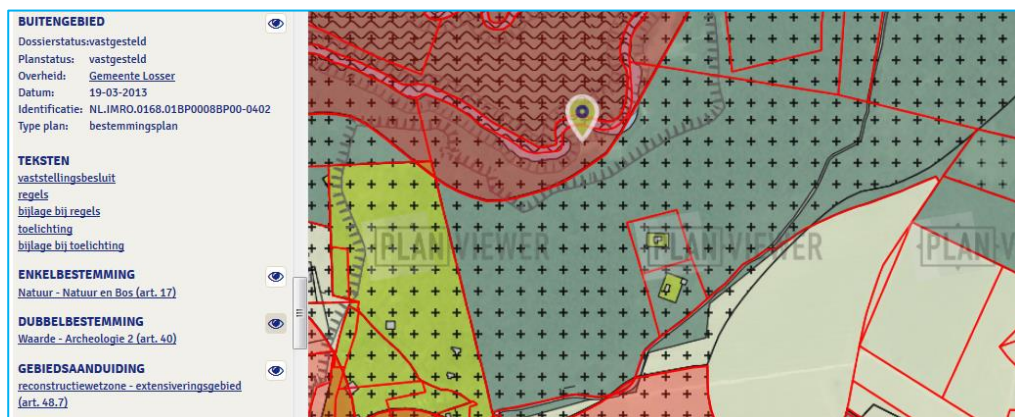 BUITENGEBIED
Dossierstatus:vastgesteld
Planstatus: vastgesteld
Overheid: Gemeente Losser
Datum: 19-03-2013
Identificatie: NL.IMRO.0168.01BP0008BP00-0402
Type plan: bestemmingsplan
TEKSTEN
vaststellingsbesluit
regels
bijlage bij regels
toelichting
bijlage bij toelichting
ENKELBESTEMMING
Natuur - Natuur en Bos (art. 17)
DUBBELBESTEMMING
Waarde - Archeologie 2 (art. 40)
GEBIEDSAANDUIDING
reconstructiewetzone - extensiveringsgebied
(art. 48.7)
PLANVIEWER PLANVIEWER PLANV